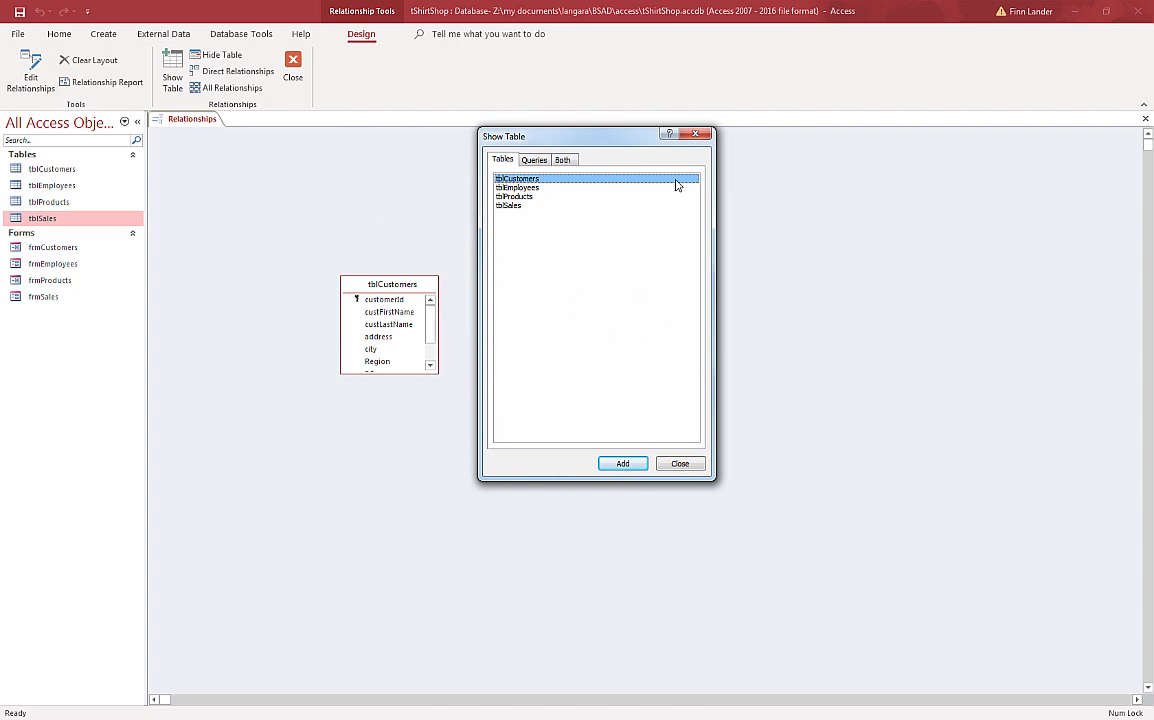 Relationship Tools
tShirtShop : Database- Z:\my documents\langara\BSAD\access\tShirtShop.accdb (Access 2007 - 2016 file format) - Access
Finn Lander
File Home Create External Data Database Tools Help Design Tell me what you want to do
Edit Relationships
Clear Layout
Relationship Report
Tools
Show Table
Hide Table
Direct Relationships
All Relationships
Relationships
Close
All Access Obje...
Search...
Tables
tblCustomers
tblEmployees
tblProducts
tblSales
Forms
frmCustomers
frmEmployees
frmProducts
frmSales
Relationships
tblCustomers
customerId
custFirstName
custLastName
address
city
Region
Show Table
Tables Queries Both
tblCustomers
tblEmployees
tblProducts
tblSales
Add Close
Ready
Num Lock